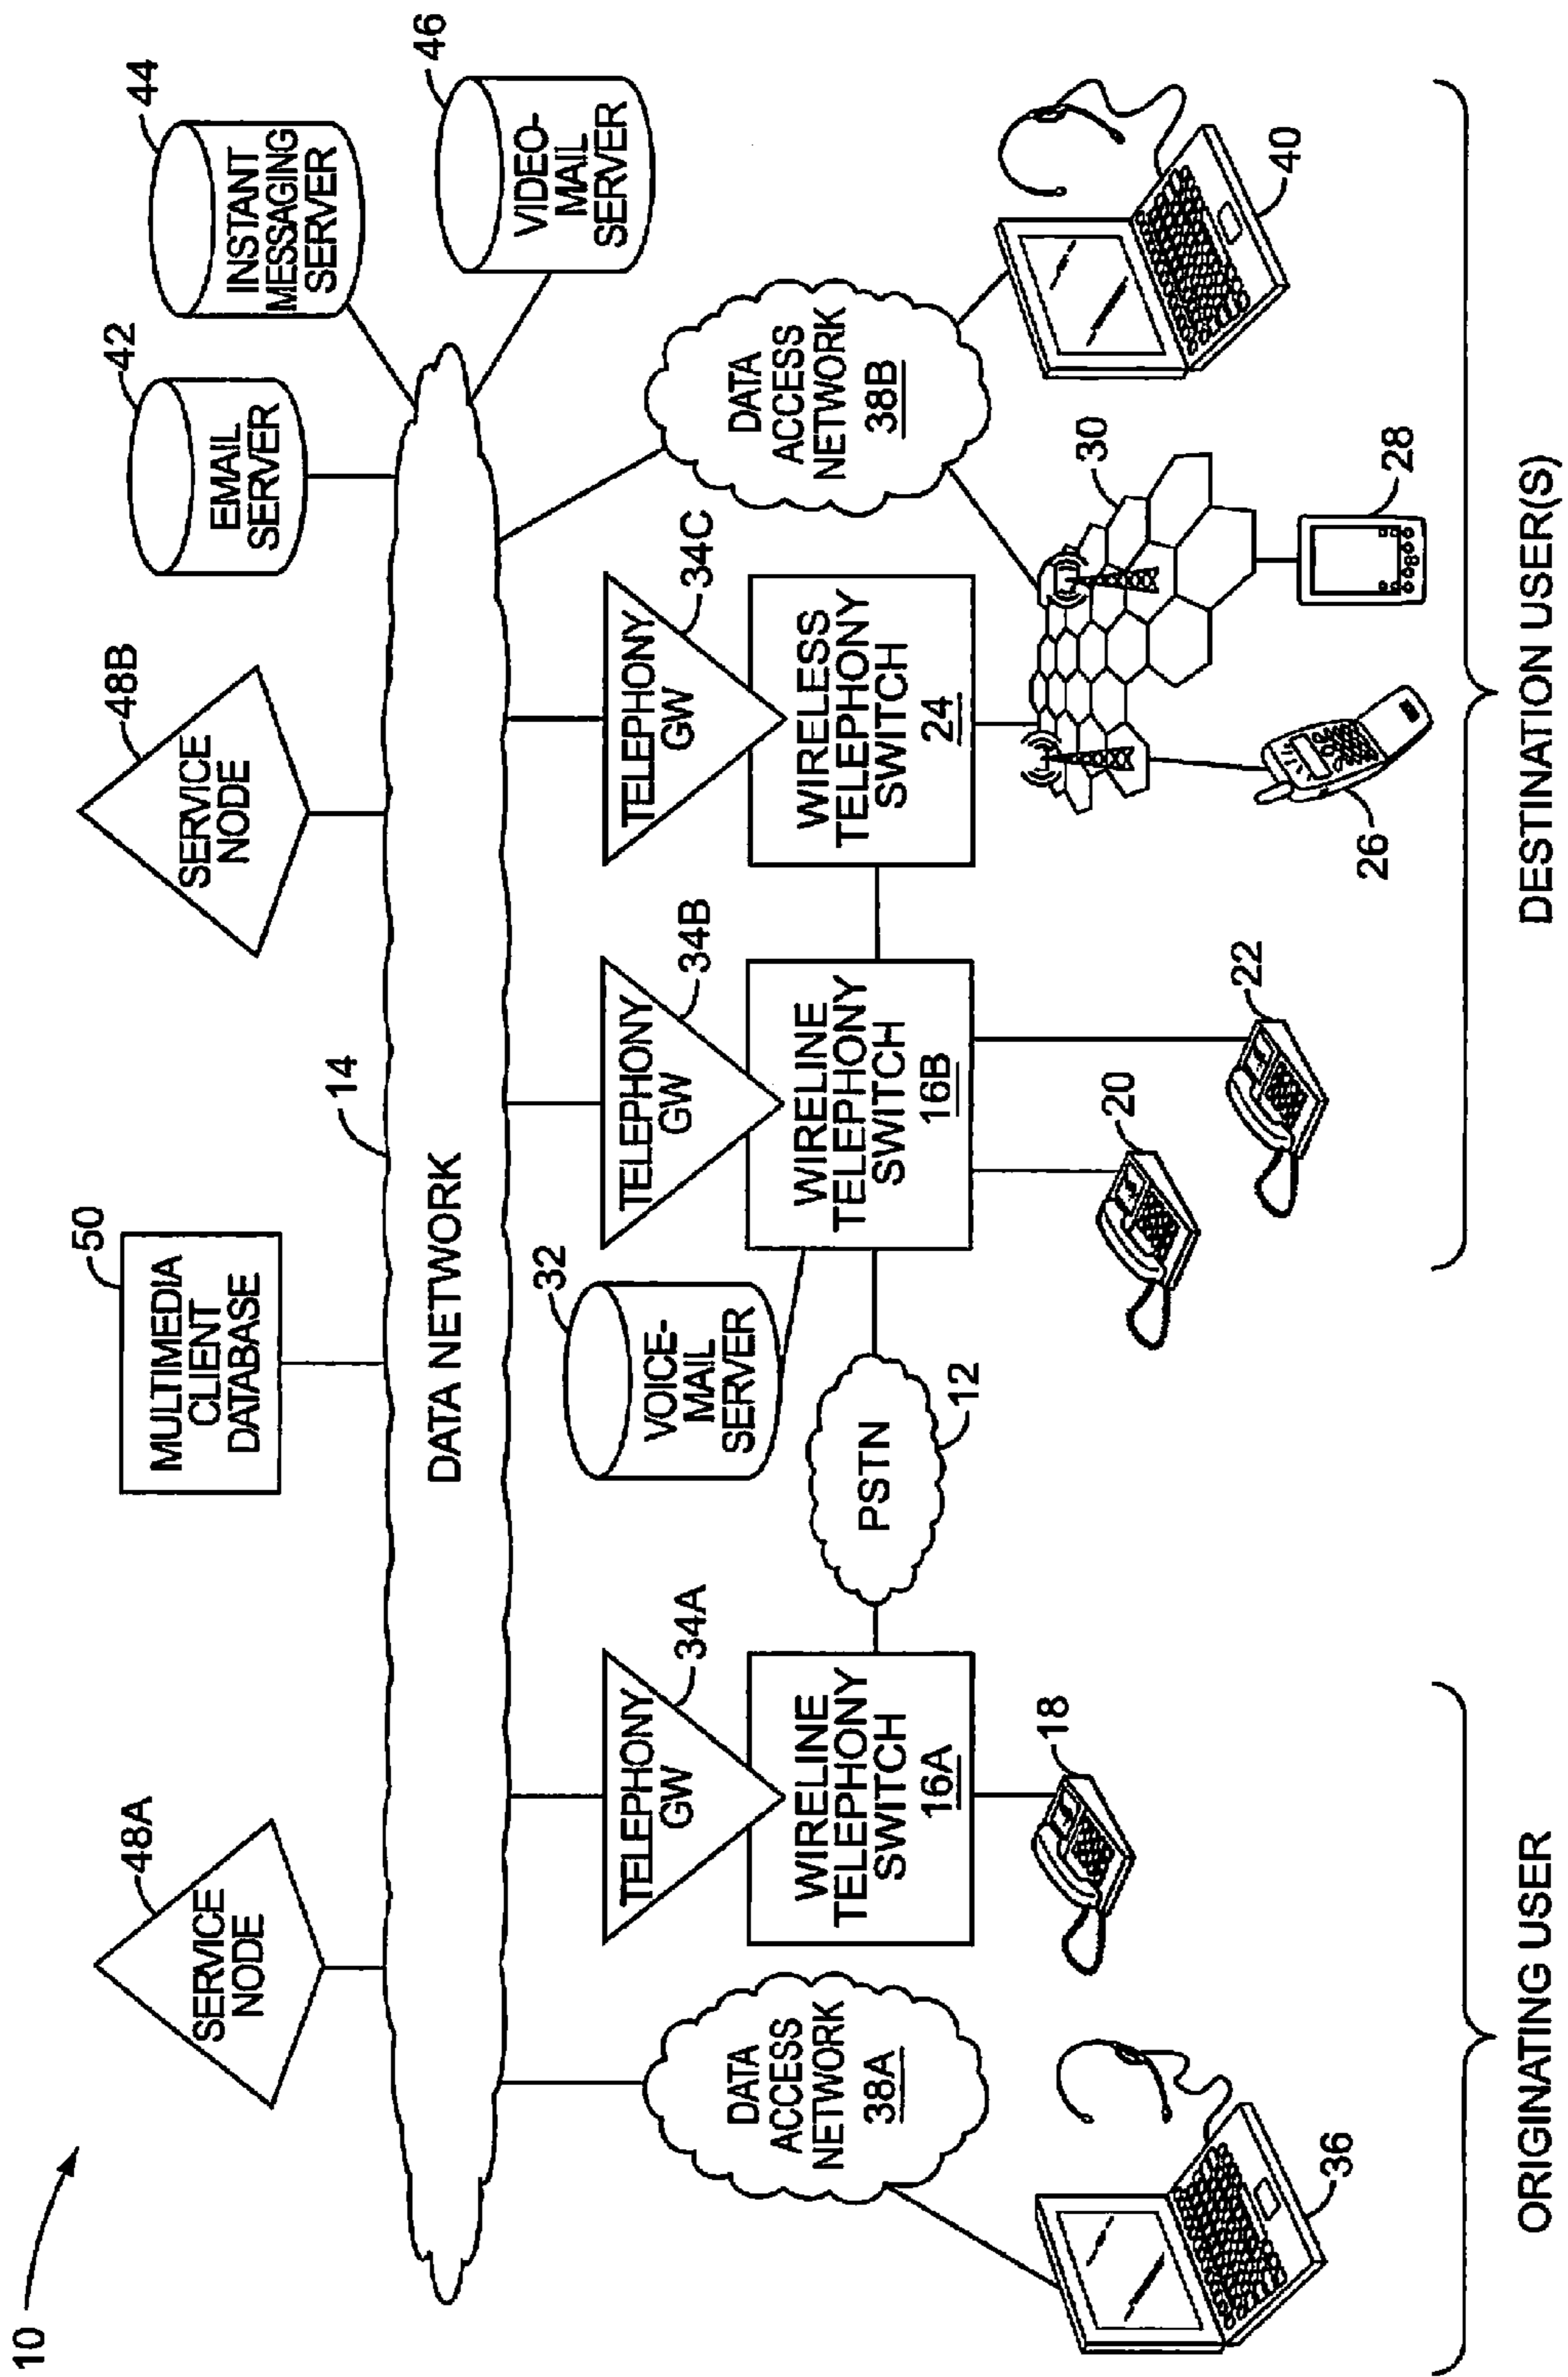 10
SERVICE
NODE
48A
MULTIMEDIA
CLIENT
DATABASE
50
SERVICE
NODE
48B
EMAIL
SERVER
42
INSTANT
MESSAGING
SERVER
44
14
DATA NETWORK
VIDEO-
MAIL
SERVER
46
DATA
ACCESS
NETWORK
38A
TELEPHONY
GW
34A
WIRELINE
TELEPHONY
SWITCH
16A
PSTN
12
VOICE-
MAIL
SERVER
32
TELEPHONY
GW
34B
WIRELINE
TELEPHONY
SWITCH
16B
TELEPHONY
GW
34C
WIRELESS
TELEPHONY
SWITCH
24
DATA
ACCESS
NETWORK
38B
36
18
20
22
26
30
28
40
ORIGINATING USER
DESTINATION USER(S)